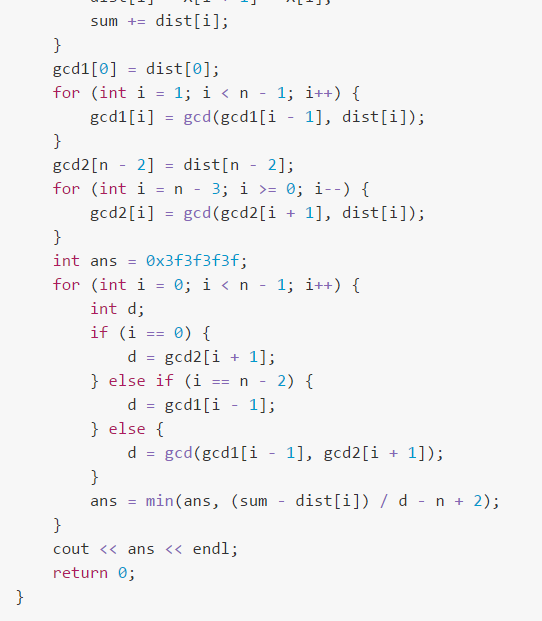 sum += dist[i];
}
gcd1[0] = dist[0];
for (int i = 1; i < n - 1; i++) {
gcd1[i] = gcd(gcd1[i - 1], dist[i]);
}
gcd2[n - 2] = dist[n - 2];
for (int i = n - 3; i >= 0; i--) {
gcd2[i] = gcd(gcd2[i + 1], dist[i]);
}
int ans = 0x3f3f3f3f;
for (int i = 0; i < n - 1; i++) {
int d;
if (i == 0) {
d = gcd2[i + 1];
} else if (i == n - 2) {
d = gcd1[i - 1];
} else {
d = gcd(gcd1[i - 1], gcd2[i + 1]);
}
ans = min(ans, (sum - dist[i]) / d - n + 2);
}
cout << ans << endl;
return 0;
}